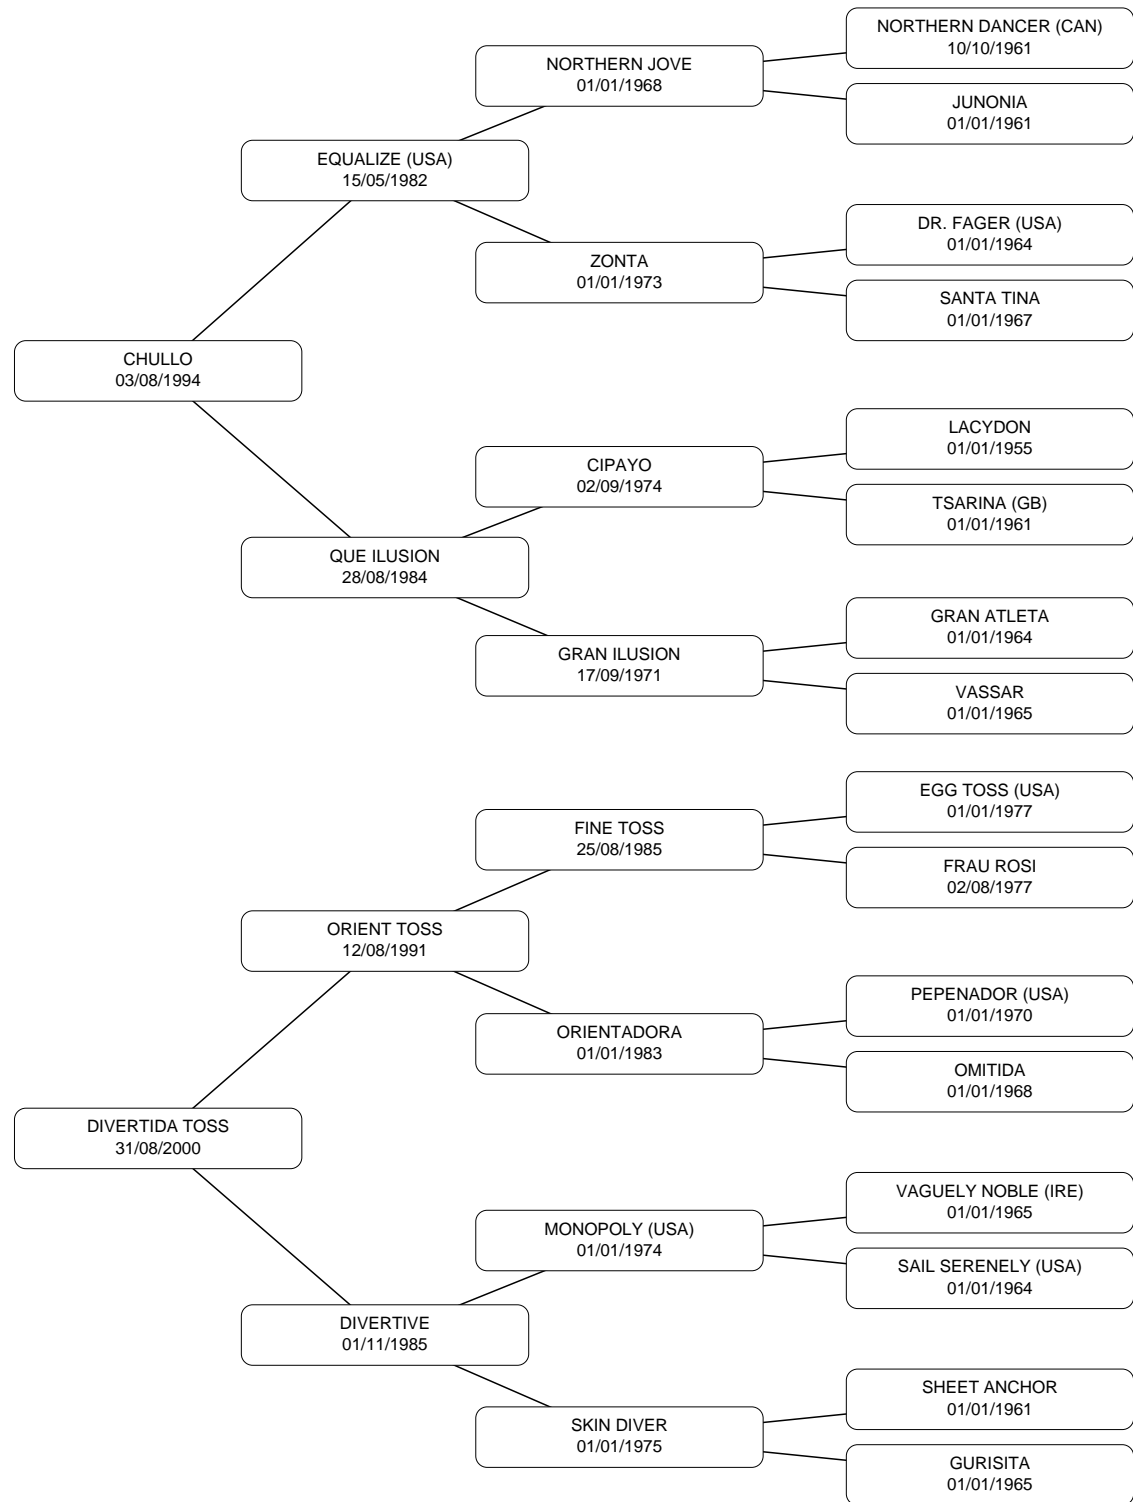 NORTHERN DANCER (CAN)
10/10/1961
NORTHERN JOVE
01/01/1968
JUNONIA
01/01/1961
EQUALIZE (USA)
15/05/1982
DR. FAGER (USA)
01/01/1964
ZONTA
01/01/1973
SANTA TINA
01/01/1967
CHULLO
03/08/1994
LACYDON
01/01/1955
CIPAYO
02/09/1974
TSARINA (GB)
01/01/1961
QUE ILUSION
28/08/1984
GRAN ATLETA
01/01/1964
GRAN ILUSION
17/09/1971
VASSAR
01/01/1965
EGG TOSS (USA)
01/01/1977
FINE TOSS
25/08/1985
FRAU ROSI
02/08/1977
ORIENT TOSS
12/08/1991
PEPENADOR (USA)
01/01/1970
ORIENTADORA
01/01/1983
OMITIDA
01/01/1968
DIVERTIDA TOSS
31/08/2000
VAGUELY NOBLE (IRE)
01/01/1965
MONOPOLY (USA)
01/01/1974
SAIL SERENELY (USA)
01/01/1964
DIVERTIVE
01/11/1985
SHEET ANCHOR
01/01/1961
SKIN DIVER
01/01/1975
GURISITA
01/01/1965